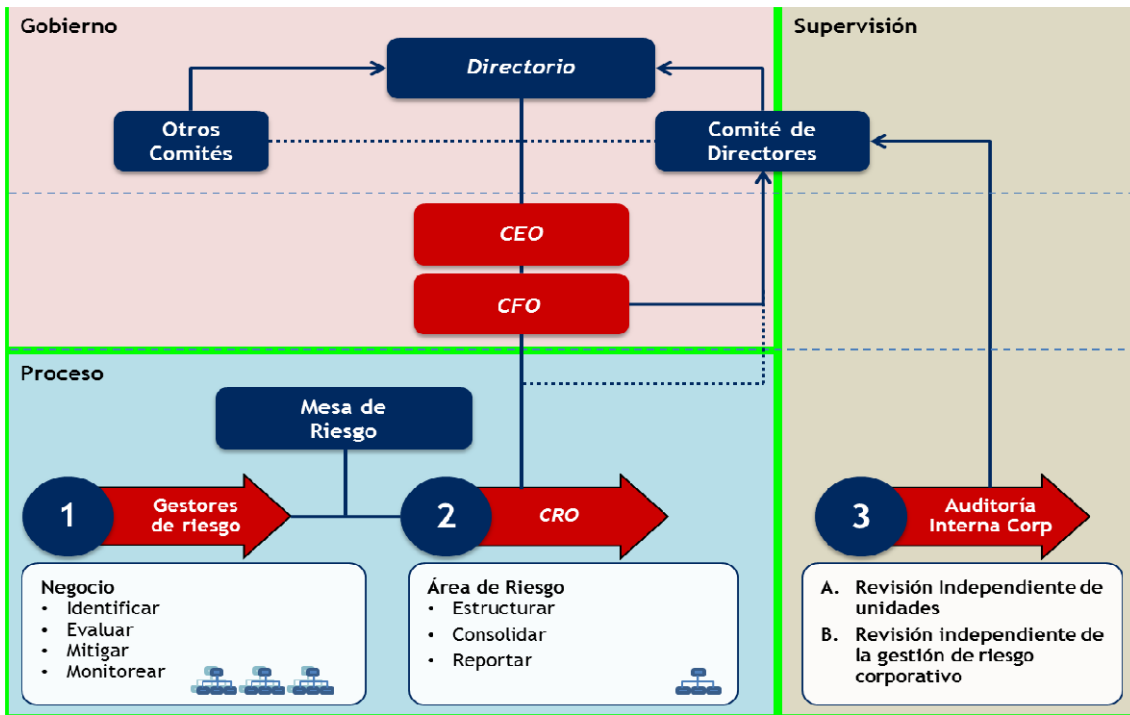 Gobierno
Supervisión
Directorio
Otros
Comités
Comité de
Directores
CEO
CFO
Proceso
Mesa de
Riesgo
1
Gestores
de riesgo
2
CRO
3
Auditoría
Interna Corp
Negocio
• Identificar
• Evaluar
• Mitigar
• Monitorear
Área de Riesgo
• Estructurar
• Consolidar
• Reportar
A. Revisión Independiente de
unidades
B. Revisión independiente de
la gestión de riesgo
corporativo